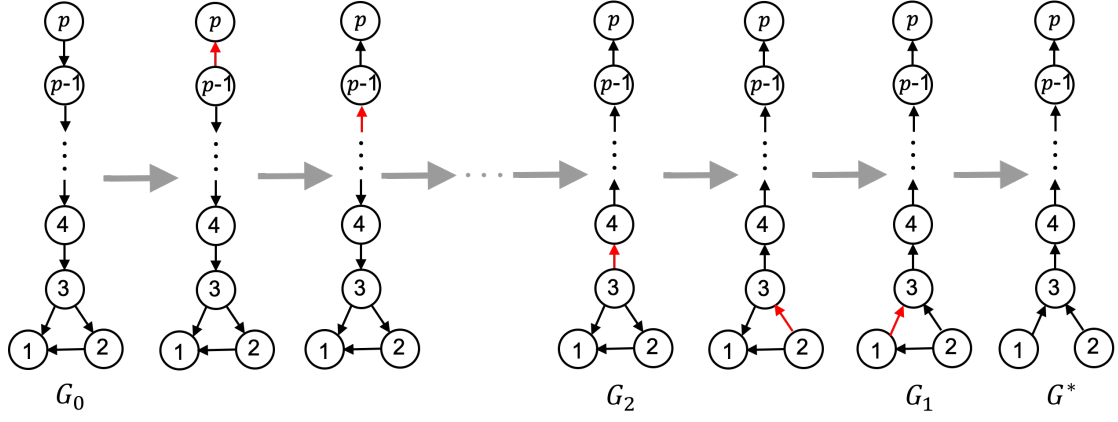 p p p p p p p
p-1 p-1 p-1 p-1 p-1 p-1 p-1
4 4 4 4 4 4 4
3 3 3 3 3 3 3
1 2 1 2 1 2 1 2 1 2 1 2 1 2
G₀ G₂ G₁ G*